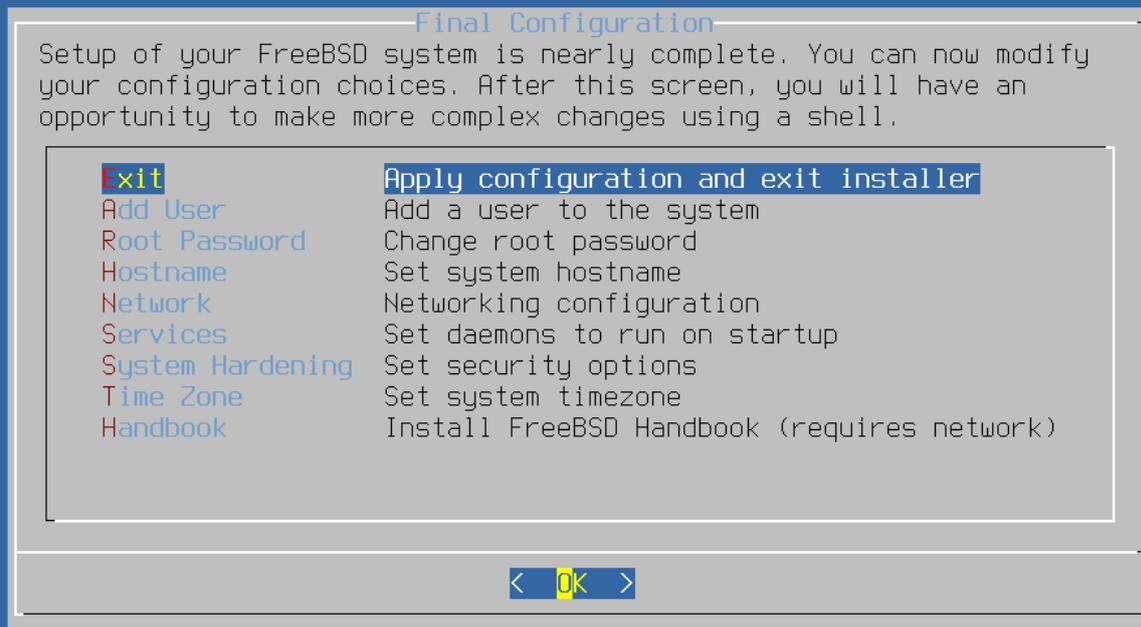 Final Configuration
Setup of your FreeBSD system is nearly complete. You can now modify
your configuration choices. After this screen, you will have an
opportunity to make more complex changes using a shell.
Exit Apply configuration and exit installer
Add User Add a user to the system
Root Password Change root password
Hostname Set system hostname
Network Networking configuration
Services Set daemons to run on startup
System Hardening Set security options
Time Zone Set system timezone
Handbook Install FreeBSD Handbook (requires network)
< OK >